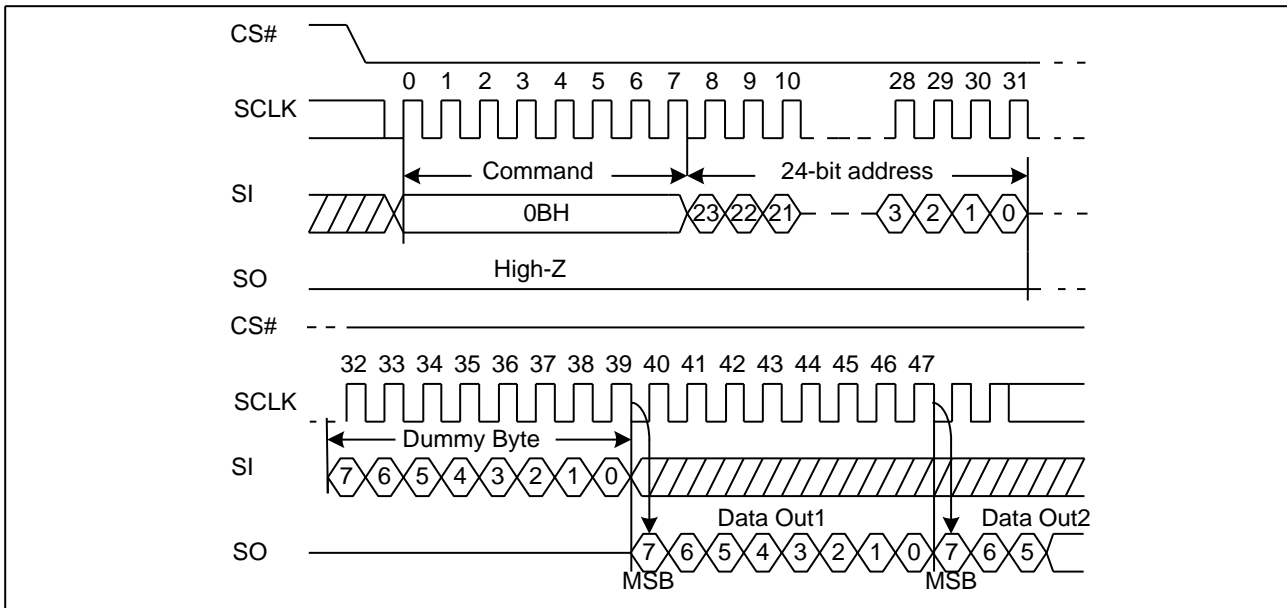 CS#
0 1 2 3 4 5 6 7 8 9 10 28 29 30 31
SCLK
Command 24-bit address
SI
0BH 23 22 21 3 2 1 0
High-Z
SO
CS#
32 33 34 35 36 37 38 39 40 41 42 43 44 45 46 47
SCLK
Dummy Byte
SI
7 6 5 4 3 2 1 0
Data Out1 Data Out2
SO 7 6 5 4 3 2 1 0 7 6 5
MSB MSB